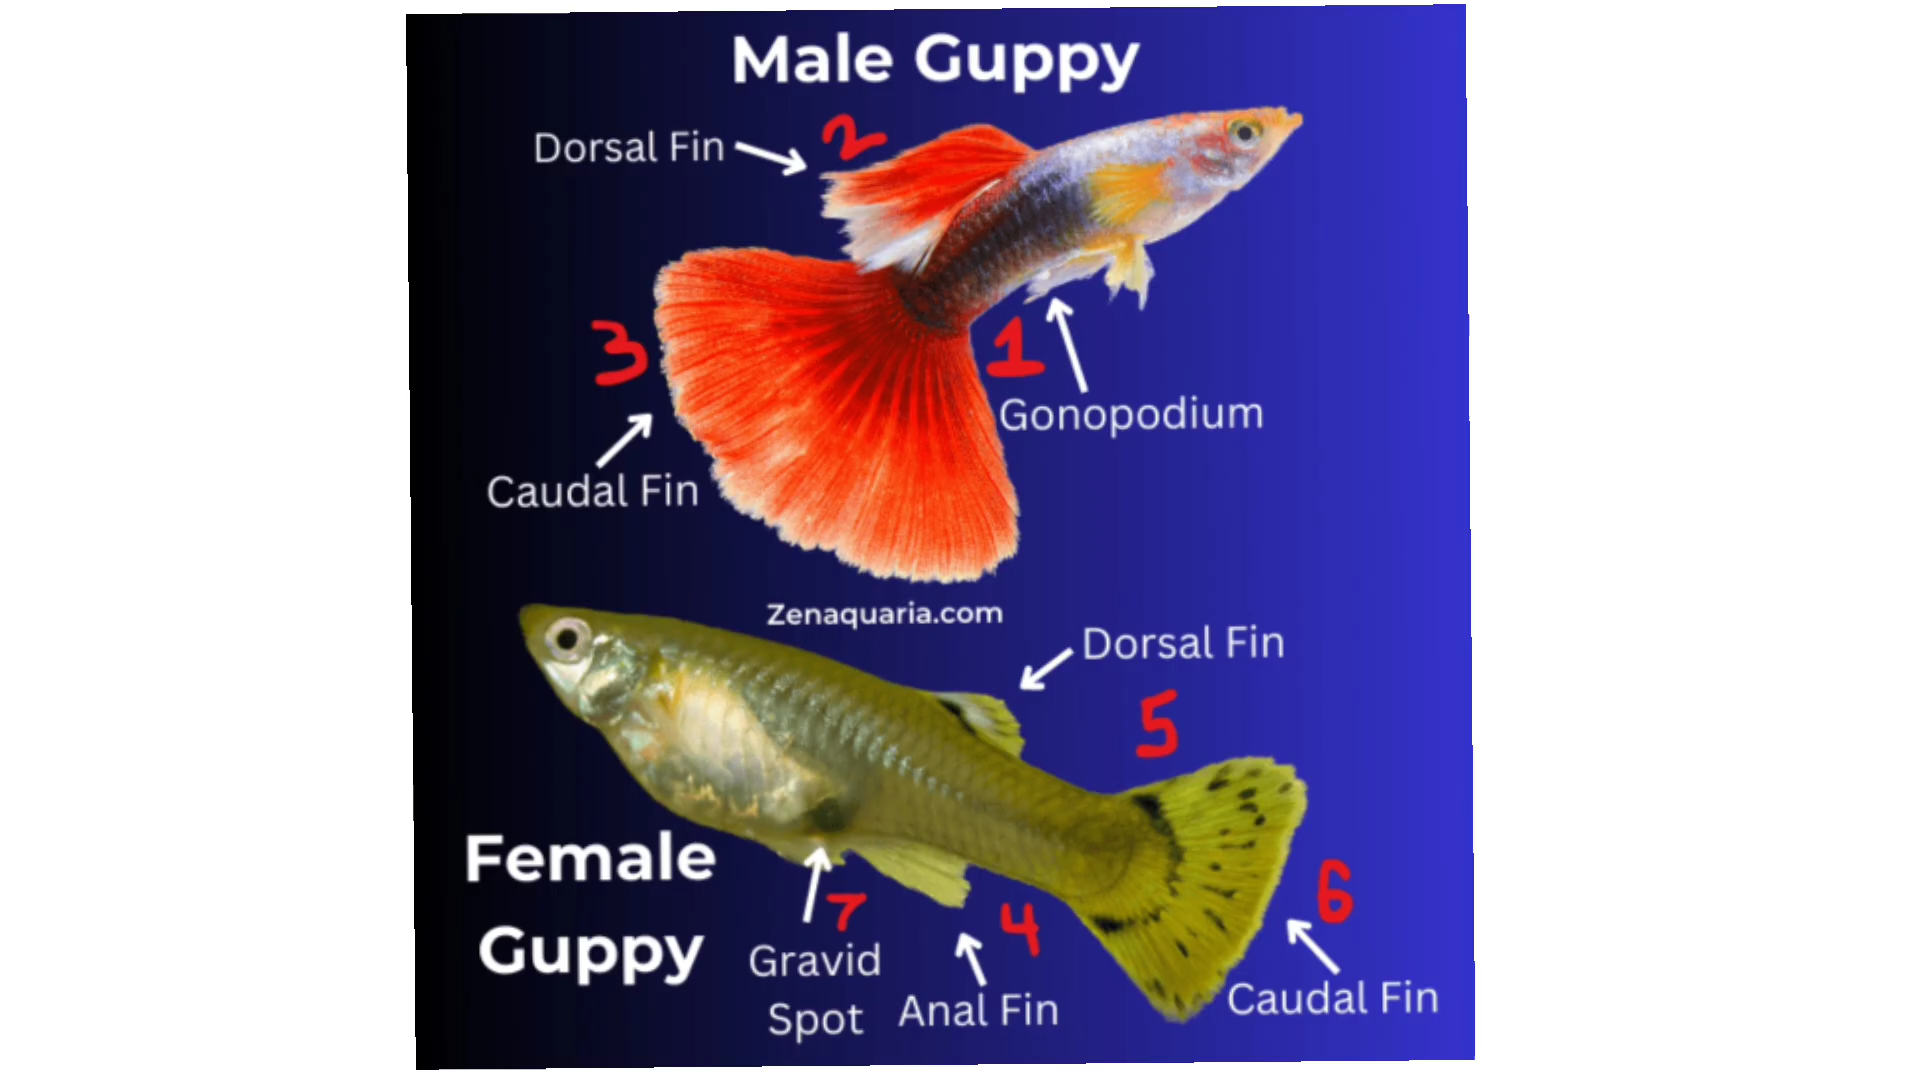 Male Guppy
Dorsal Fin
2
3
1
Gonopodium
Caudal Fin
Zenaquaria.com
Dorsal Fin
5
Female
Guppy
6
7
4
Gravid
Spot
Anal Fin
Caudal Fin